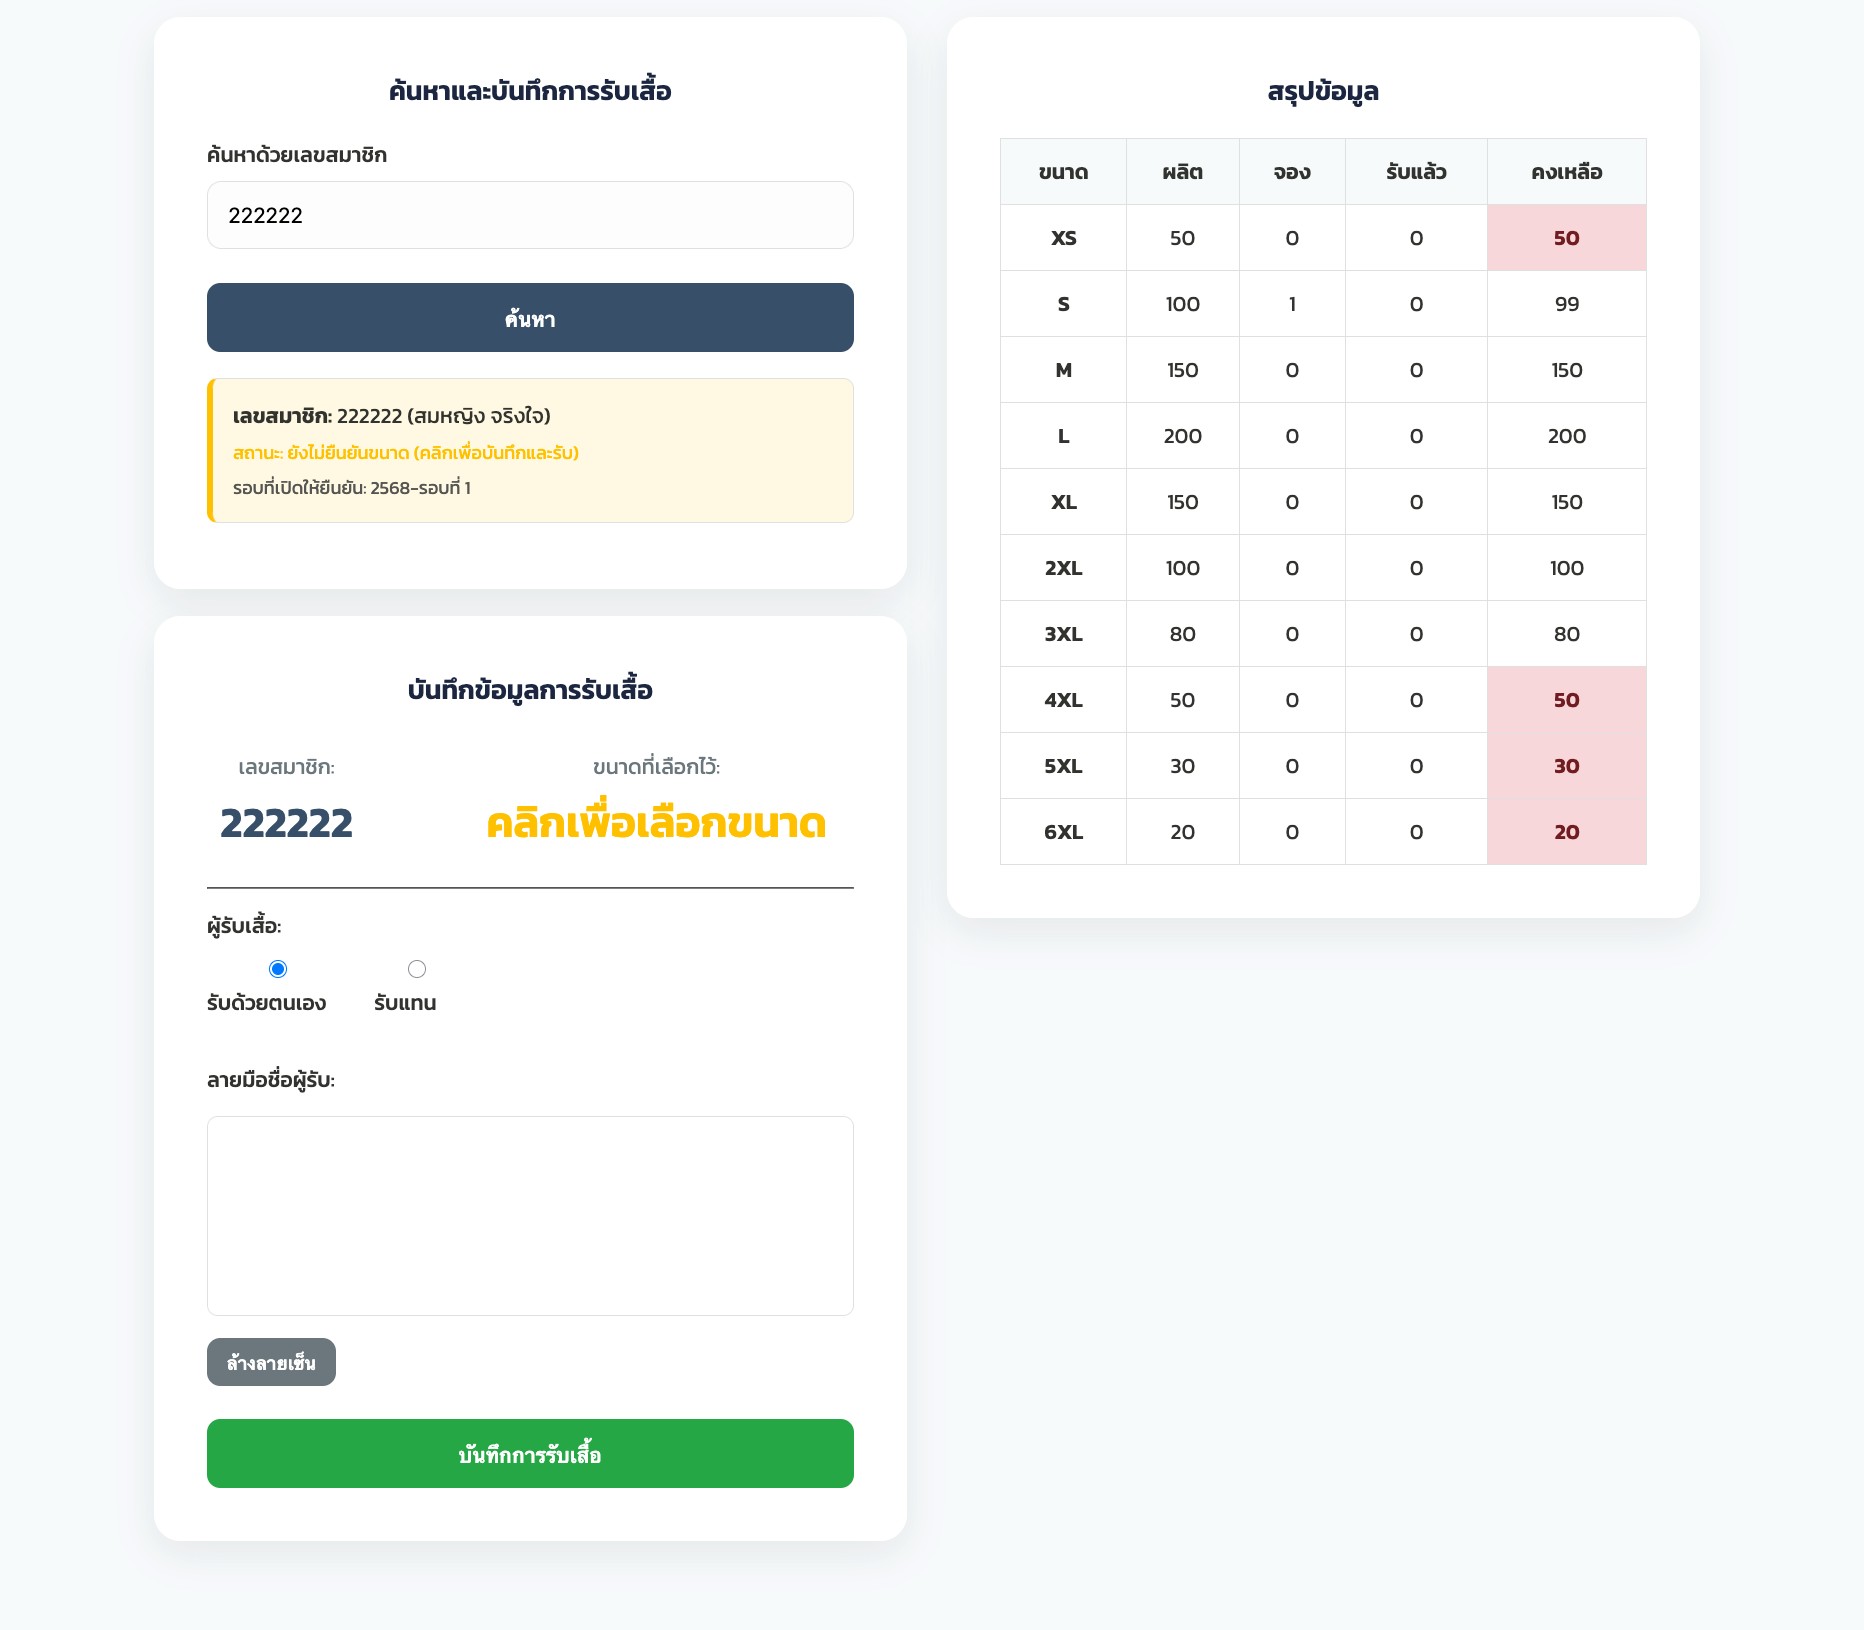 ค้นหาและบันทึกการรับเสื้อ
ค้นหาด้วยเลขสมาชิก
222222
ค้นหา
เลขสมาชิก: 222222 (สมหญิง จริงใจ)
สถานะ: ยังไม่ยืนยันขนาด (คลิกเพื่อบันทึกและรับ)
รอบที่เปิดให้ยืนยัน: 2568-รอบที่ 1
บันทึกข้อมูลการรับเสื้อ
เลขสมาชิก: ขนาดที่เลือกไว้:
222222 คลิกเพื่อเลือกขนาด
ผู้รับเสื้อ:
รับด้วยตนเอง รับแทน
ลายมือชื่อผู้รับ:
ล้างลายเซ็น
บันทึกการรับเสื้อ
สรุปข้อมูล
ขนาด ผลิต จอง รับแล้ว คงเหลือ
XS 50 0 0 50
S 100 1 0 99
M 150 0 0 150
L 200 0 0 200
XL 150 0 0 150
2XL 100 0 0 100
3XL 80 0 0 80
4XL 50 0 0 50
5XL 30 0 0 30
6XL 20 0 0 20